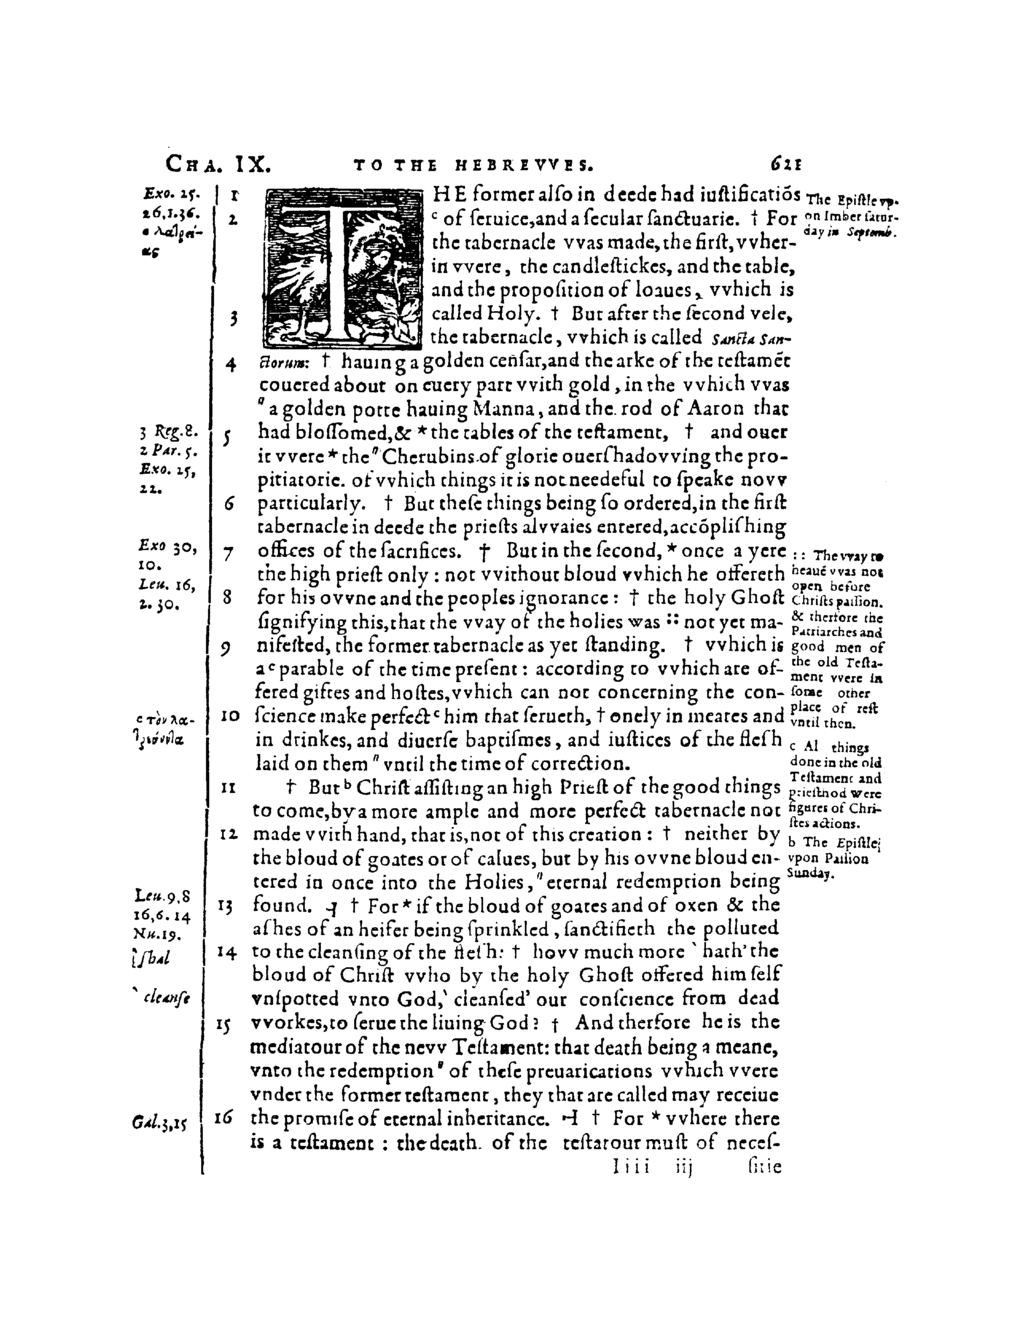 CHA. IX. TO THE HEBREVVES. 621
Exo. 25.
26,1.36.
1 THE former also in deede had iustificatiõs
2 ᶜ of seruice,and a secular sanctuarie. † For
the tabernacle vvas made, the first, vvher-
in vvere, the candlestickes, and the table,
and the proposition of loaues, vvhich is
3 called Holy. † But after the second vele,
the tabernacle, vvhich is called Sancta San-
4 ctorum: † hauing a golden censar,and the arke of the testamẽt
couered about on euery part vvith gold, in the vvhich vvas
" a golden potte hauing Manna, and the rod of Aaron that
5 had blossomed,& * the tables of the testament, † and ouer
it vvere * the " Cherubins of glorie ouershadovving the pro-
pitiatorie. of vvhich things it is not needeful to speake novv
6 particularly. † But these things being so ordered,in the first
tabernacle in deede the priests alvvaies entered,accõplishing
7 offices of the sacrifices. † But in the second, * once a yere
the high priest only : not vvithout bloud vvhich he offereth
8 for his ovvne and the peoples ignorance : † the holy Ghost
signifying this,that the vvay of the holies was :: not yet ma-
9 nifested, the former tabernacle as yet standing. † vvhich is
a ᶜ parable of the time present : according to vvhich are of-
fered giftes and hostes,vvhich can not concerning the con-
10 science make perfect ᶜ him that serueth, † onely in meates and
in drinkes, and diuerse baptismes, and iustices of the flesh
laid on them " vntil the time of correction.
11 † But ᵇ Christ assisting an high Priest of the good things
to come,by a more ample and more perfect tabernacle not
12 made vvith hand, that is,not of this creation : † neither by
the bloud of goates or of calues, but by his ovvne bloud en-
tered in once into the Holies, " eternal redemption being
13 found. ⊣ † For * if the bloud of goates and of oxen & the
ashes of an heifer being sprinkled, sanctifieth the polluted
14 to the cleansing of the flesh: † hovv much more ` hath' the
bloud of Christ vvho by the holy Ghost offered him self
vnspotted vnto God, ` cleansed' our conscience from dead
15 vvorkes,to serue the liuing God? † And therfore he is the
mediatour of the nevv Testament: that death being a meane,
vnto the redemption " of these preuarications vvhich vvere
vnder the former testament, they that are called may receiue
16 the promise of eternal inheritance. ⊣ † For * vvhere there
is a testament : the death of the testatour must of neces-
Iiii iij sitie
3 Reg.8.
2 Par. 5.
Exo. 25,
22.
Exo 30,
10.
Leu. 16,
2. 30.
Leu.9,8
16,6.14
Nu.19.
` shal
` cleanse
Gal.3,15
The Epistle vp-
on Imber satur-
day in Septemb.
:: The vvay to
heauẽ vvas not
open before
Christs passion.
& therfore the
Patriarches and
good men of
the old Testa-
ment vvere in
some other
place of rest
vntil then.
c Al things
done in the old
Testament and
priesthod were
figures of Chri-
stes actions.
b The Epistle
vpon Passion
Sunday.